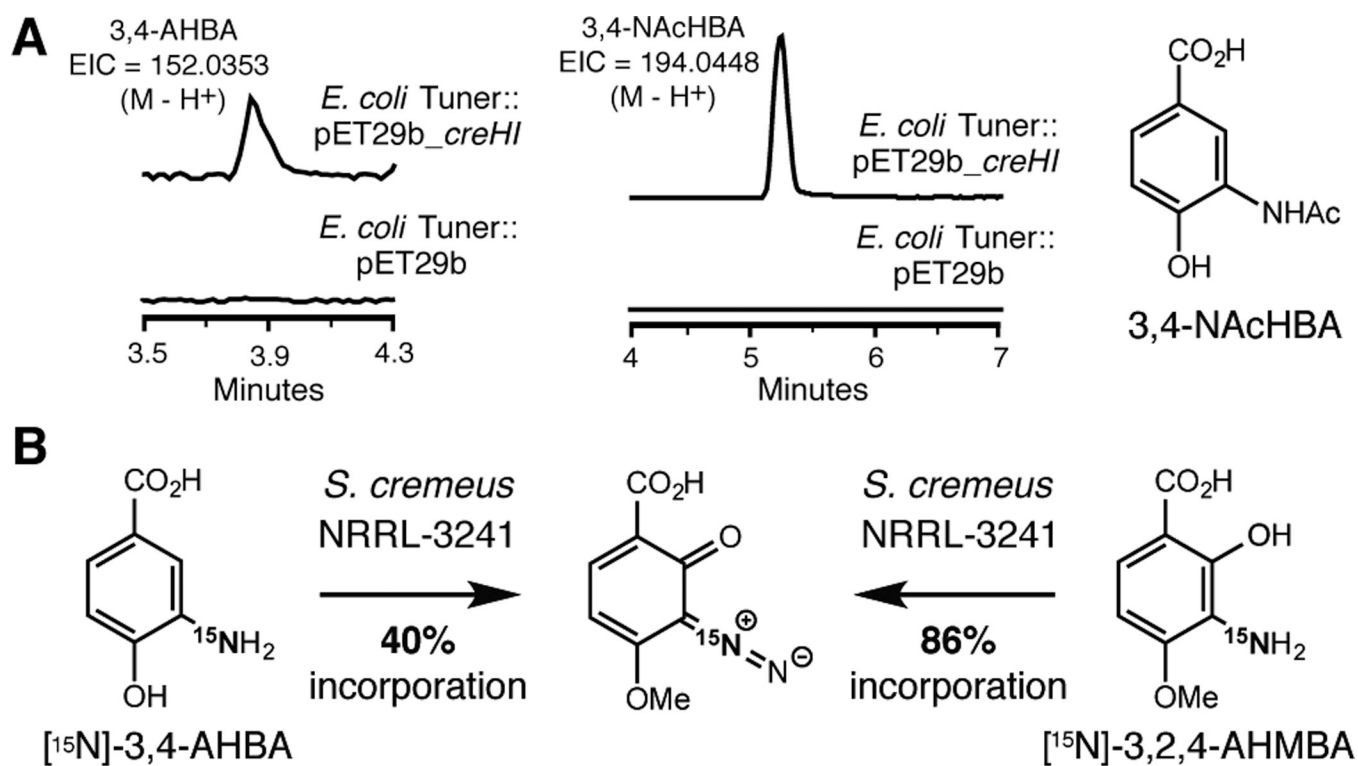 A
3,4-AHBA
EIC = 152.0353
(M - H⁺)
E. coli Tuner::
pET29b_creHI
E. coli Tuner::
pET29b
3.5 3.9 4.3
Minutes
3,4-NAcHBA
EIC = 194.0448
(M - H⁺)
E. coli Tuner::
pET29b_creHI
E. coli Tuner::
pET29b
4 5 6 7
Minutes
CO₂H
NHAc
OH
3,4-NAcHBA
B
CO₂H
¹⁵NH₂
OH
[¹⁵N]-3,4-AHBA
S. cremeus
NRRL-3241
40%
incorporation
CO₂H
O
¹⁵N⊕
N⊖
OMe
S. cremeus
NRRL-3241
86%
incorporation
CO₂H
OH
¹⁵NH₂
OMe
[¹⁵N]-3,2,4-AHMBA